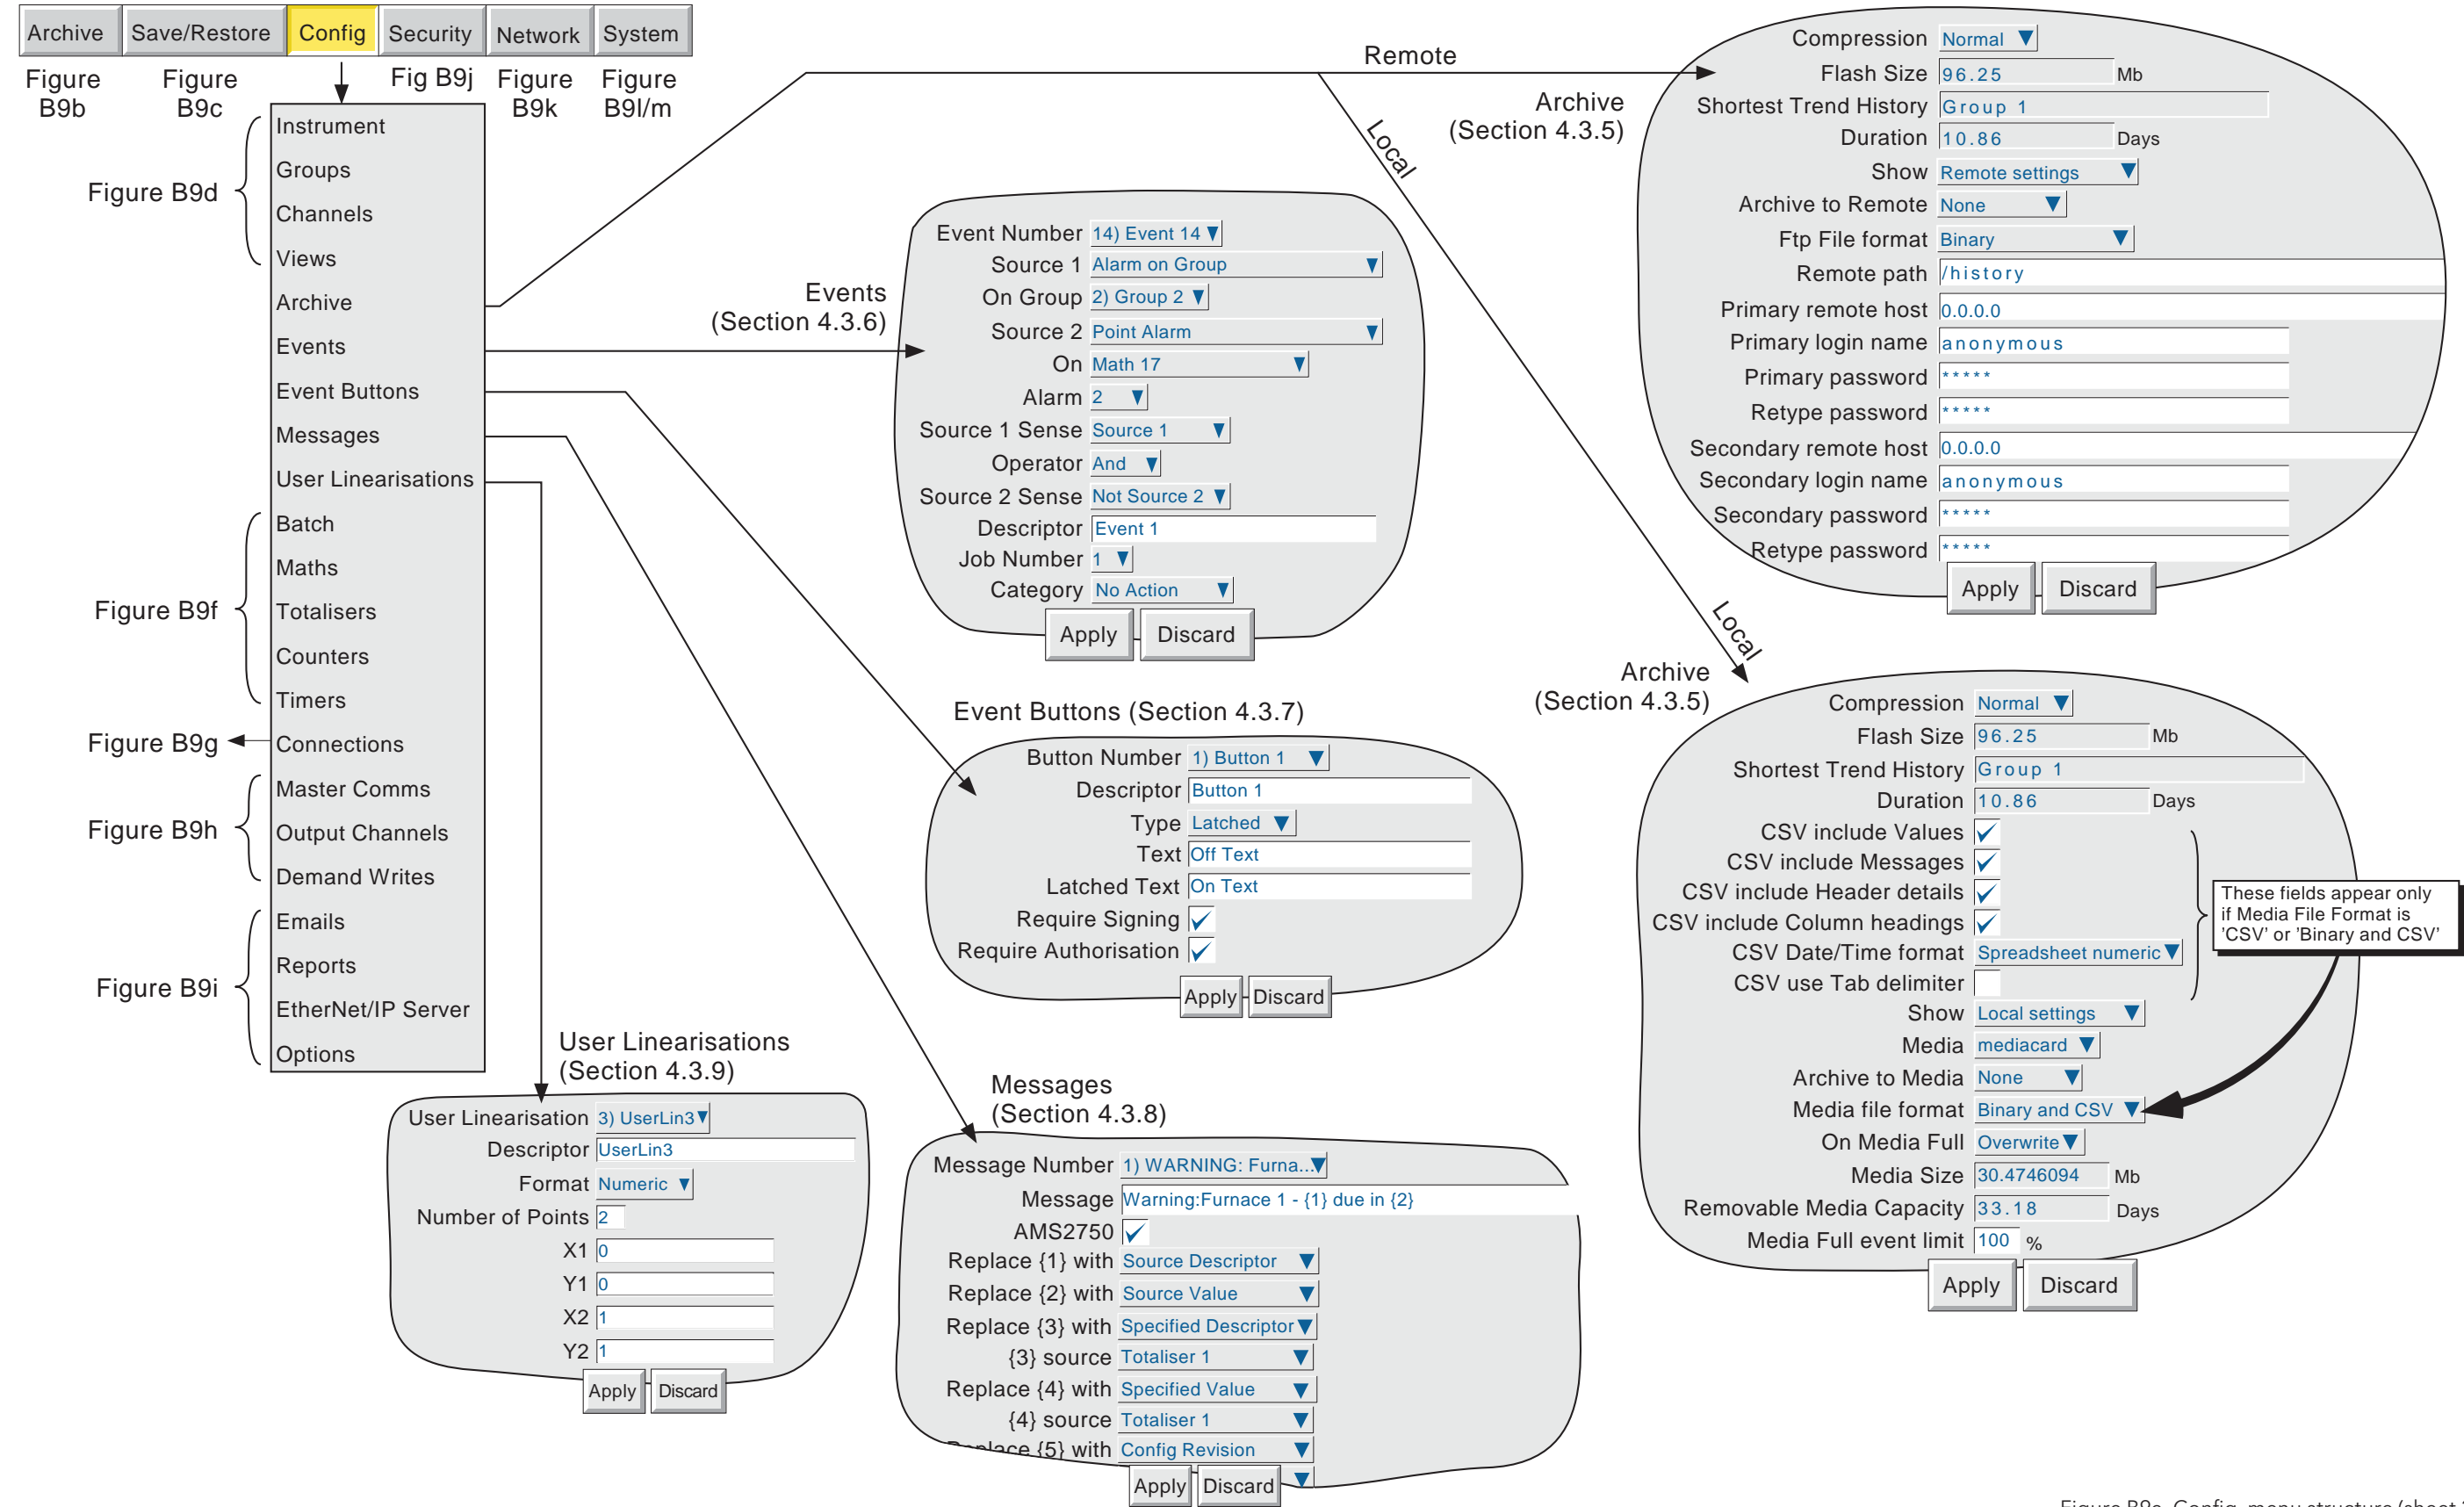 Archive Save/Restore Config Security Network System
Figure B9b
Figure B9c
Fig B9j
Figure B9k
Figure B9l/m
Instrument
Groups
Channels
Views
Archive
Events
Event Buttons
Messages
User Linearisations
Batch
Maths
Totalisers
Counters
Timers
Connections
Master Comms
Output Channels
Demand Writes
Emails
Reports
EtherNet/IP Server
Options
Figure B9d
Figure B9f
Figure B9g
Figure B9h
Figure B9i
Remote
Local
Local
Archive
(Section 4.3.5)
Compression Normal
Flash Size 96.25 Mb
Shortest Trend History Group 1
Duration 10.86 Days
Show Remote settings
Archive to Remote None
Ftp File format Binary
Remote path /history
Primary remote host 0.0.0.0
Primary login name anonymous
Primary password *****
Retype password *****
Secondary remote host 0.0.0.0
Secondary login name anonymous
Secondary password *****
Retype password *****
Apply Discard
Events
(Section 4.3.6)
Event Number 14) Event 14
Source 1 Alarm on Group
On Group 2) Group 2
Source 2 Point Alarm
On Math 17
Alarm 2
Source 1 Sense Source 1
Operator And
Source 2 Sense Not Source 2
Descriptor Event 1
Job Number 1
Category No Action
Apply Discard
Event Buttons (Section 4.3.7)
Button Number 1) Button 1
Descriptor Button 1
Type Latched
Text Off Text
Latched Text On Text
Require Signing
Require Authorisation
Apply Discard
Archive
(Section 4.3.5)
Compression Normal
Flash Size 96.25 Mb
Shortest Trend History Group 1
Duration 10.86 Days
CSV include Values
CSV include Messages
CSV include Header details
CSV include Column headings
CSV Date/Time format Spreadsheet numeric
CSV use Tab delimiter
Show Local settings
Media mediacard
Archive to Media None
Media file format Binary and CSV
On Media Full Overwrite
Media Size 30.4746094 Mb
Removable Media Capacity 33.18 Days
Media Full event limit 100 %
Apply Discard
These fields appear only
if Media File Format is
'CSV' or 'Binary and CSV'
User Linearisations
(Section 4.3.9)
User Linearisation 3) UserLin3
Descriptor UserLin3
Format Numeric
Number of Points 2
X1 0
Y1 0
X2 1
Y2 1
Apply Discard
Messages
(Section 4.3.8)
Message Number 1) WARNING: Furna...
Message Warning:Furnace 1 - {1} due in {2}
AMS2750
Replace {1} with Source Descriptor
Replace {2} with Source Value
Replace {3} with Specified Descriptor
{3} source Totaliser 1
Replace {4} with Specified Value
{4} source Totaliser 1
Replace {5} with Config Revision
Apply Discard
Figure B9e Config menu structure (sheet